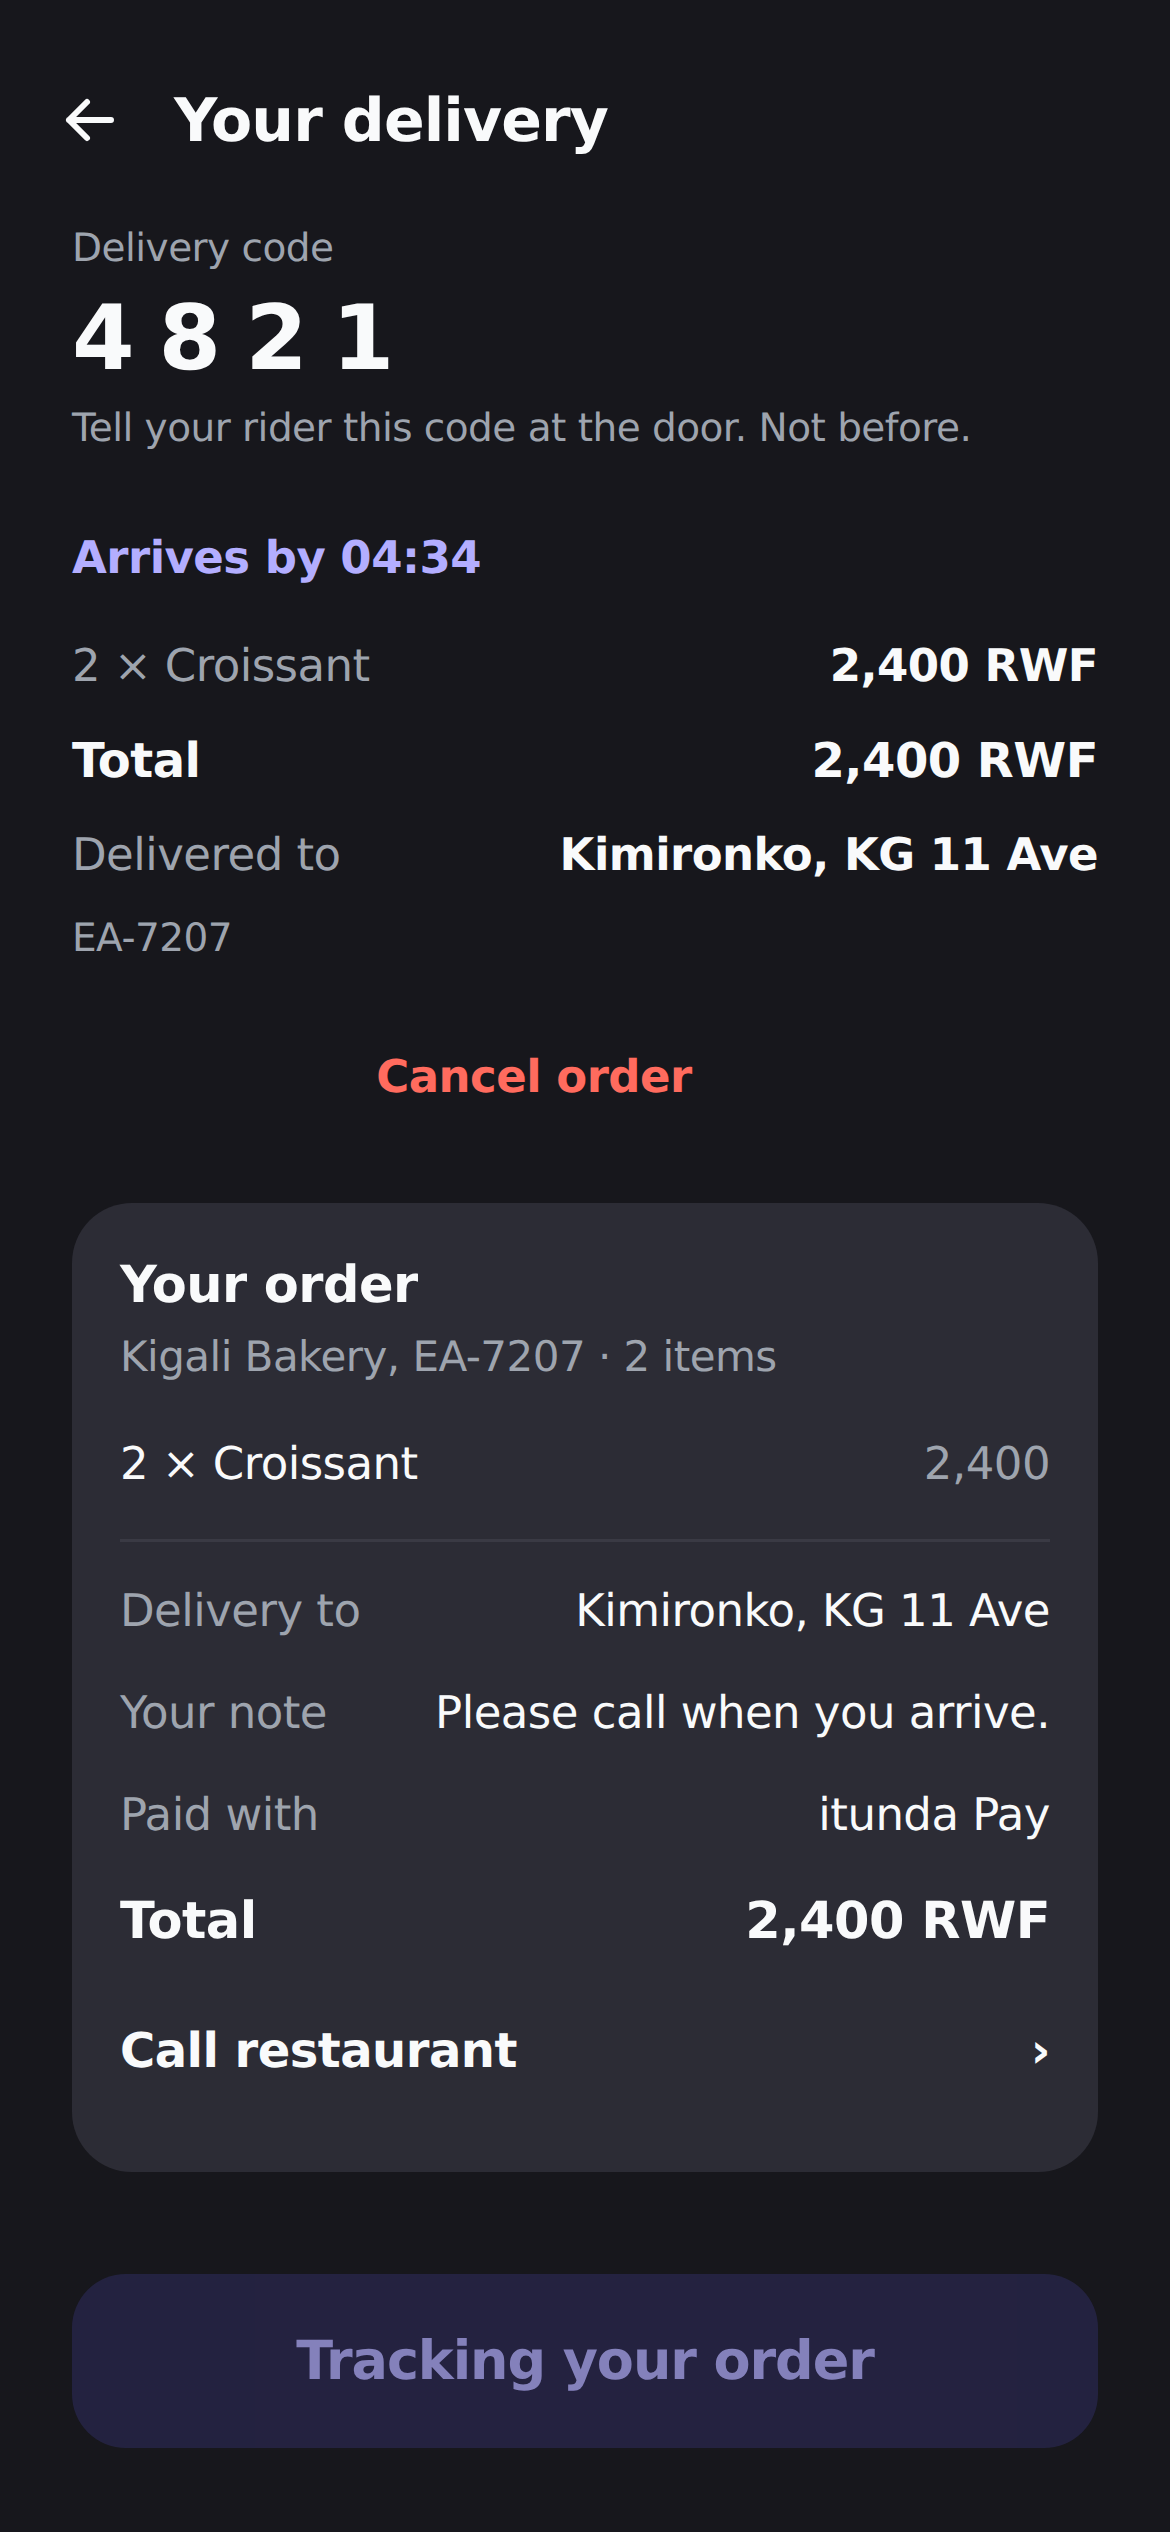 Your delivery
Delivery code
4 8 2 1
Tell your rider this code at the door. Not before.
Arrives by 04:34
2 × Croissant 2,400 RWF
Total 2,400 RWF
Delivered to Kimironko, KG 11 Ave
EA-7207
Cancel order
Your order
Kigali Bakery, EA-7207 · 2 items
2 × Croissant 2,400
Delivery to Kimironko, KG 11 Ave
Your note Please call when you arrive.
Paid with itunda Pay
Total 2,400 RWF
Call restaurant ›
Tracking your order